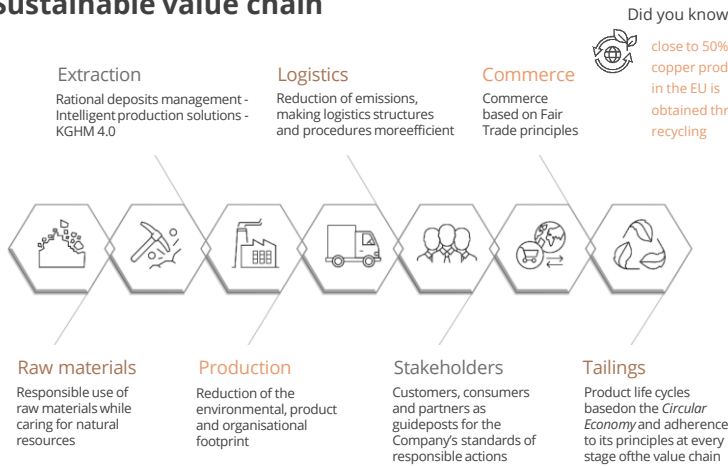 Sustainable value chain
Did you know
close to 50%
copper prod
in the EU is
obtained thr
recycling
Extraction
Rational deposits management -
Intelligent production solutions -
KGHM 4.0
Logistics
Reduction of emissions,
making logistics structures
and procedures moreefficient
Commerce
Commerce
based on Fair
Trade principles
Raw materials
Responsible use of
raw materials while
caring for natural
resources
Production
Reduction of the
environmental, product
and organisational
footprint
Stakeholders
Customers, consumers
and partners as
guideposts for the
Company's standards of
responsible actions
Tailings
Product life cycles
basedon the Circular
Economy and adherence
to its principles at every
stage ofthe value chain